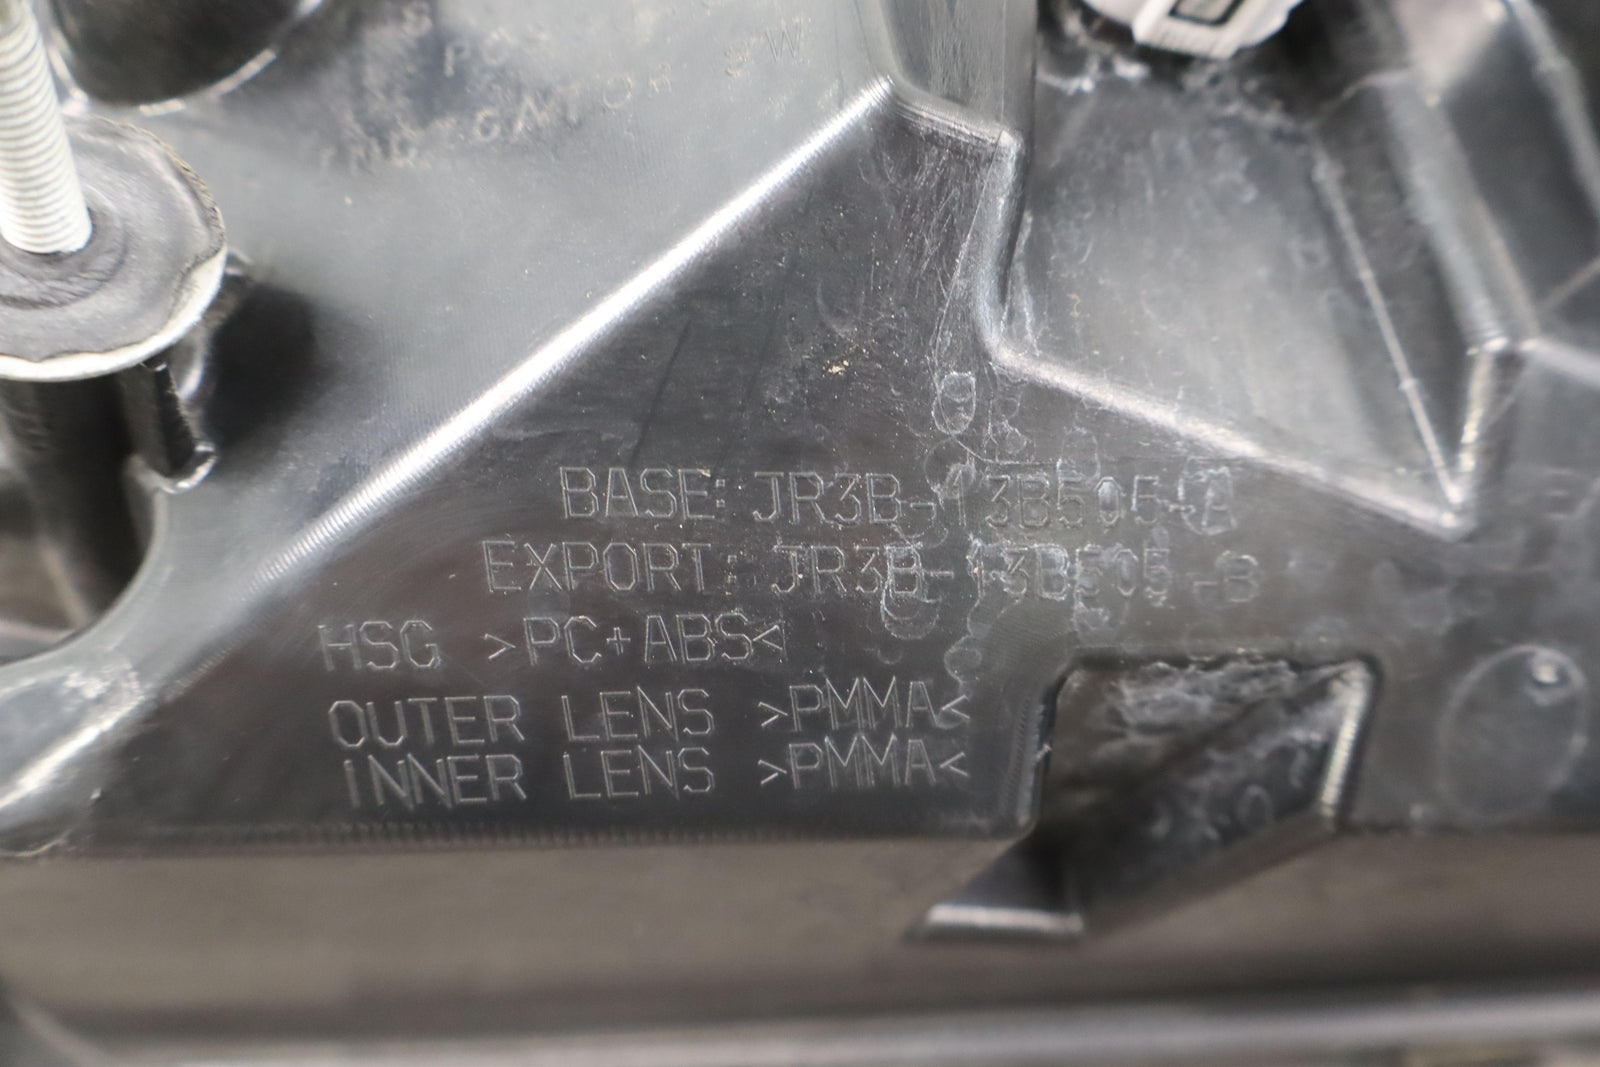 BASE: JR3B-13B505-A
EXPORT: JR3B-13B505-B
HSG >PC+ABS<
OUTER LENS >PMMA<
INNER LENS >PMMA<